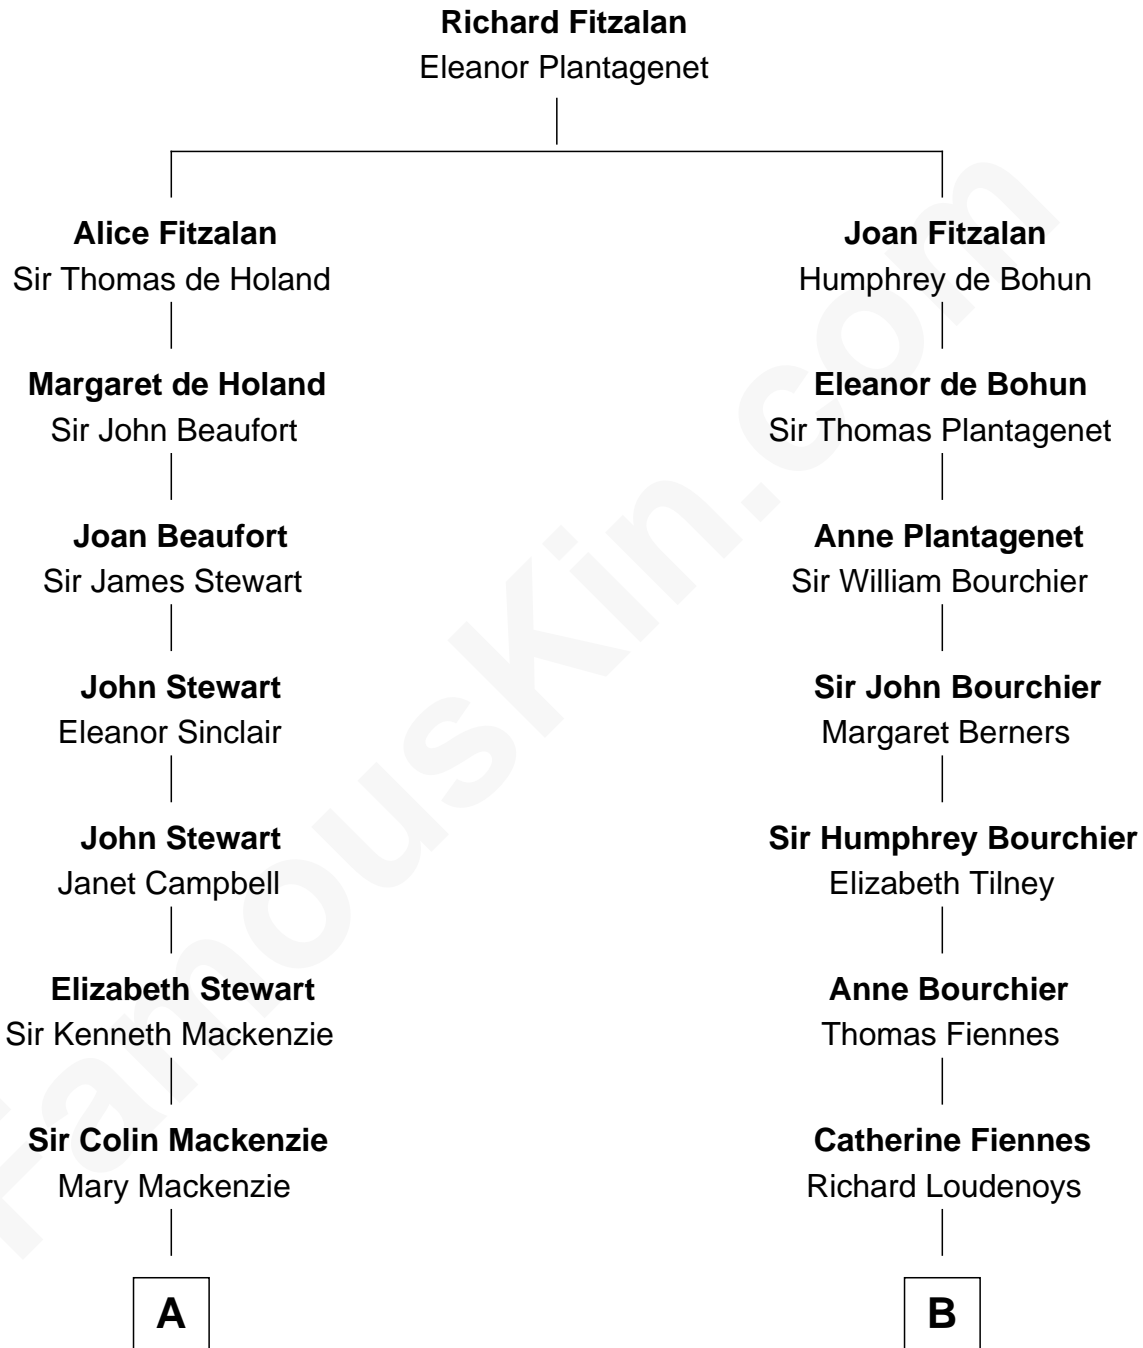 Richard Fitzalan
Eleanor Plantagenet
Alice Fitzalan
Sir Thomas de Holand
Joan Fitzalan
Humphrey de Bohun
Margaret de Holand
Sir John Beaufort
Eleanor de Bohun
Sir Thomas Plantagenet
Joan Beaufort
Sir James Stewart
Anne Plantagenet
Sir William Bourchier
John Stewart
Eleanor Sinclair
Sir John Bourchier
Margaret Berners
John Stewart
Janet Campbell
Sir Humphrey Bourchier
Elizabeth Tilney
Elizabeth Stewart
Sir Kenneth Mackenzie
Anne Bourchier
Thomas Fiennes
Sir Colin Mackenzie
Mary Mackenzie
Catherine Fiennes
Richard Loudenoys
A
B
FamousKin.com